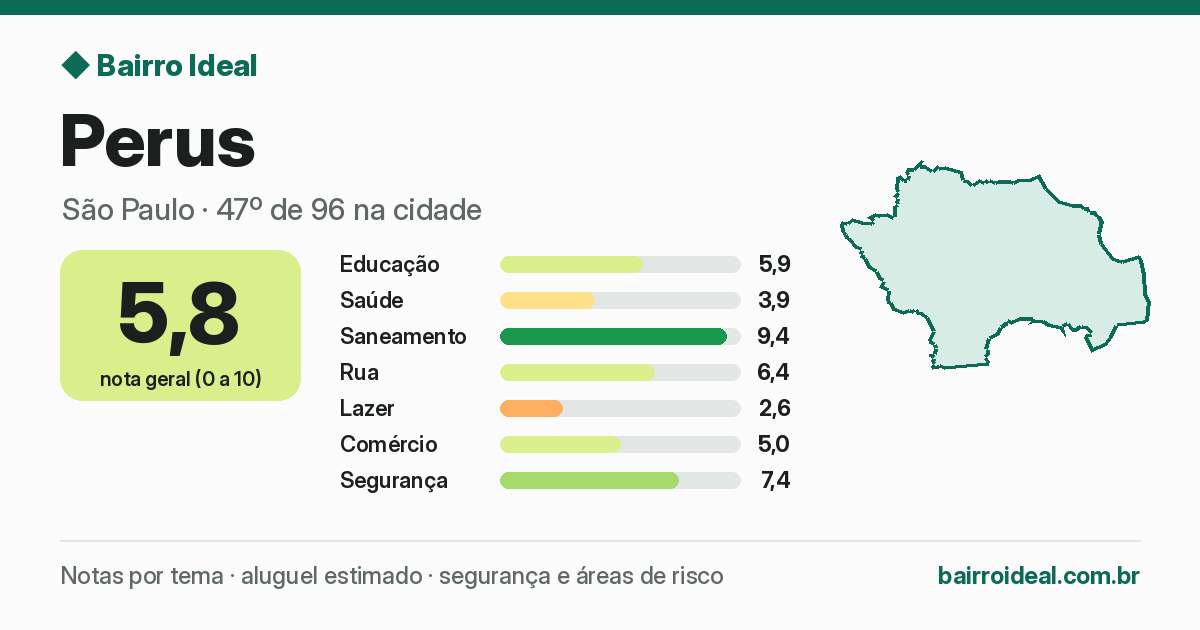 Bairro Ideal
Perus
São Paulo · 47º de 96 na cidade
5,8
nota geral (0 a 10)
Educação 5,9
Saúde 3,9
Saneamento 9,4
Rua 6,4
Lazer 2,6
Comércio 5,0
Segurança 7,4
Notas por tema · aluguel estimado · segurança e áreas de risco
bairroideal.com.br